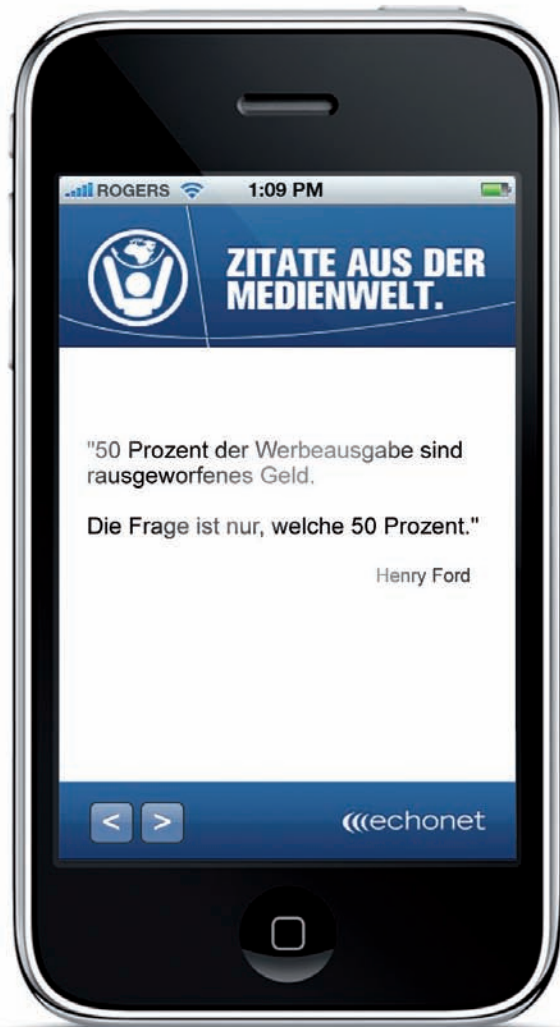 ROGERS 1:09 PM
ZITATE AUS DER
MEDIENWELT.
"50 Prozent der Werbeausgabe sind
rausgeworfenes Geld.
Die Frage ist nur, welche 50 Prozent."
Henry Ford
< > echonet